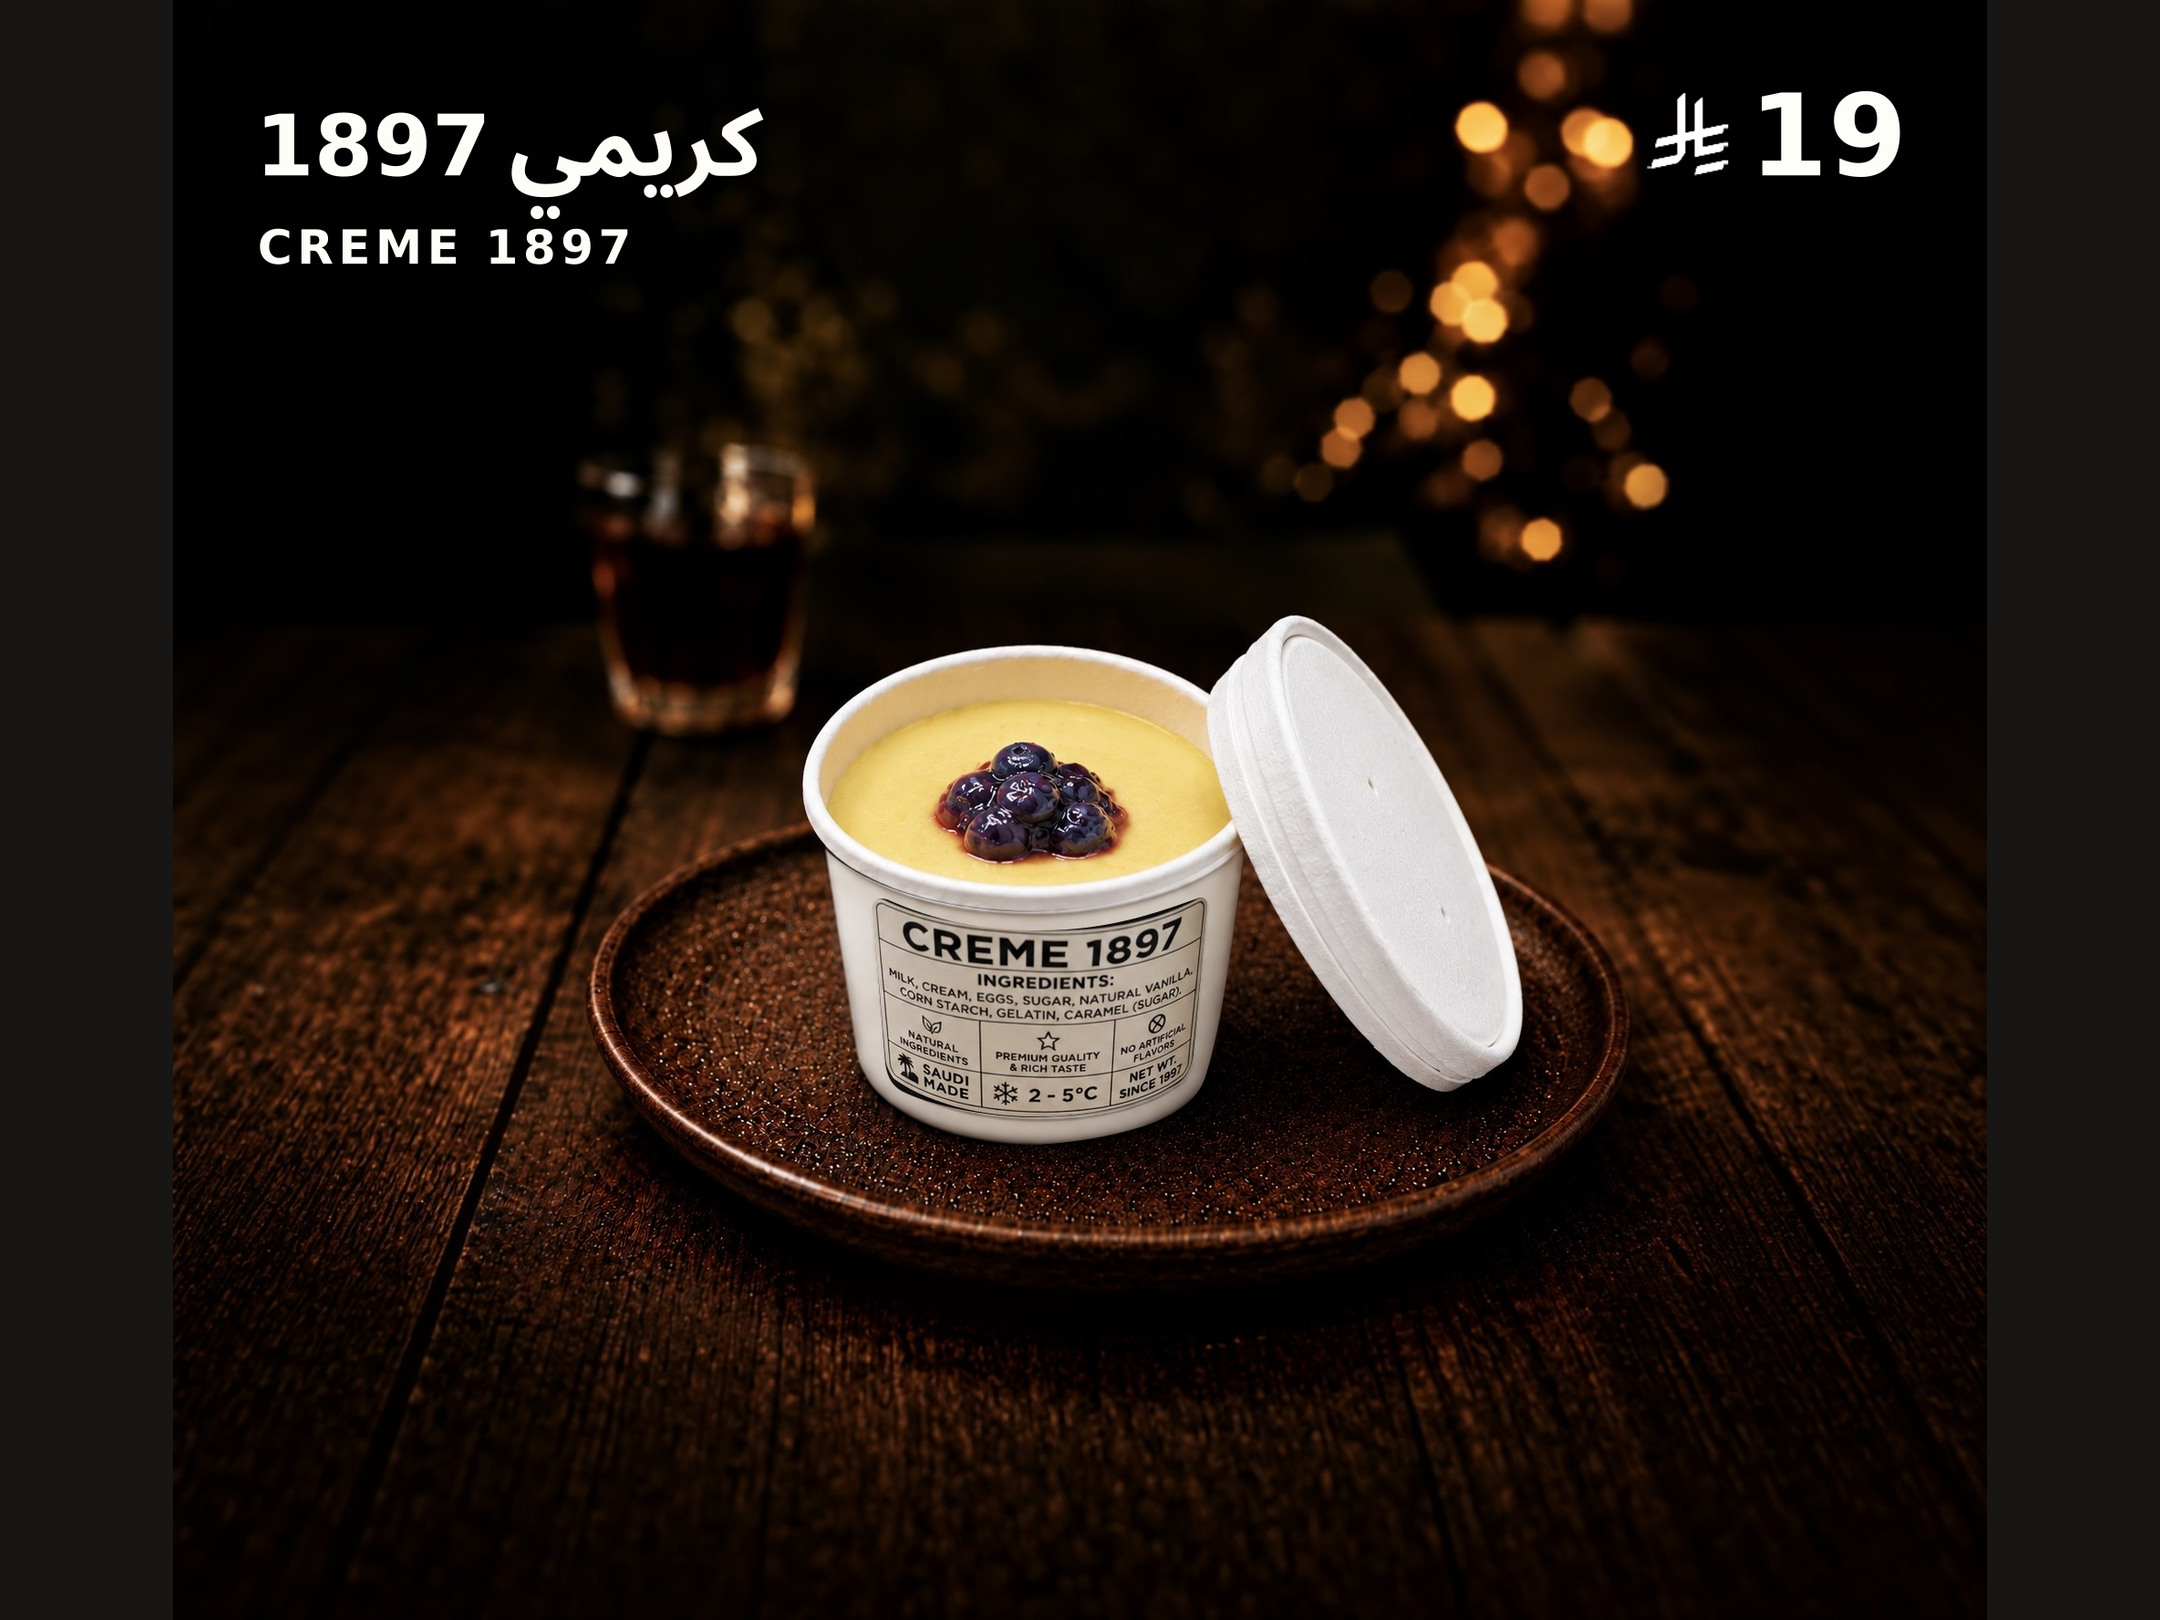 كريمي 1897
CREME 1897
⃁ 19
CREME 1897
INGREDIENTS:
MILK, CREAM, EGGS, SUGAR, NATURAL VANILLA,
CORN STARCH, GELATIN, CARAMEL (SUGAR).
NATURAL
INGREDIENTS
PREMIUM QUALITY
& RICH TASTE
NO ARTIFICIAL
FLAVORS
SAUDI
MADE
2 - 5°C
NET WT.
SINCE 1997